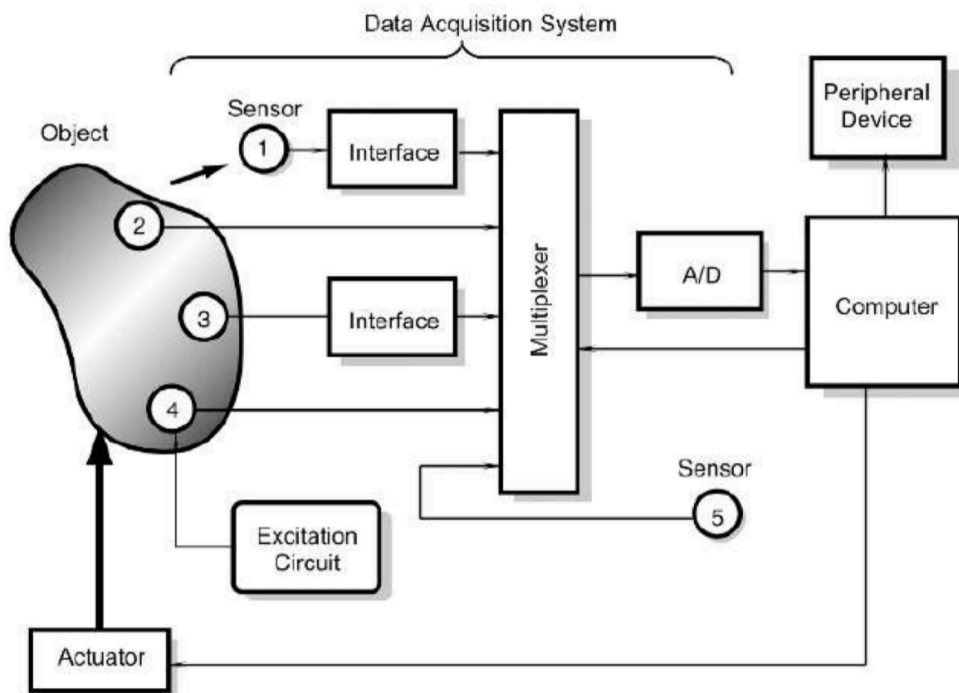 Data Acquisition System
Peripheral
Device
Sensor
Object
1
Interface
2
Multiplexer
A/D
Computer
3
Interface
4
Sensor
5
Excitation
Circuit
Actuator